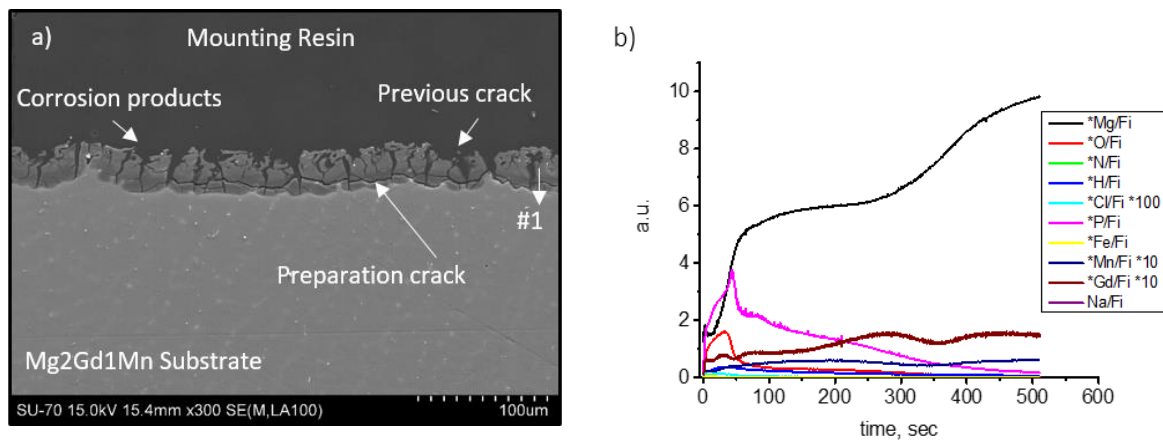 a)
Mounting Resin
Corrosion products
Previous crack
#1
Preparation crack
Mg2Gd1Mn Substrate
SU-70 15.0kV 15.4mm x300 SE(M,LA100)
100um
b)
a.u.
10
8
6
4
2
0
0 100 200 300 400 500 600
time, sec
*Mg/Fi
*O/Fi
*N/Fi
*H/Fi
*Cl/Fi *100
*P/Fi
*Fe/Fi
*Mn/Fi *10
*Gd/Fi *10
Na/Fi